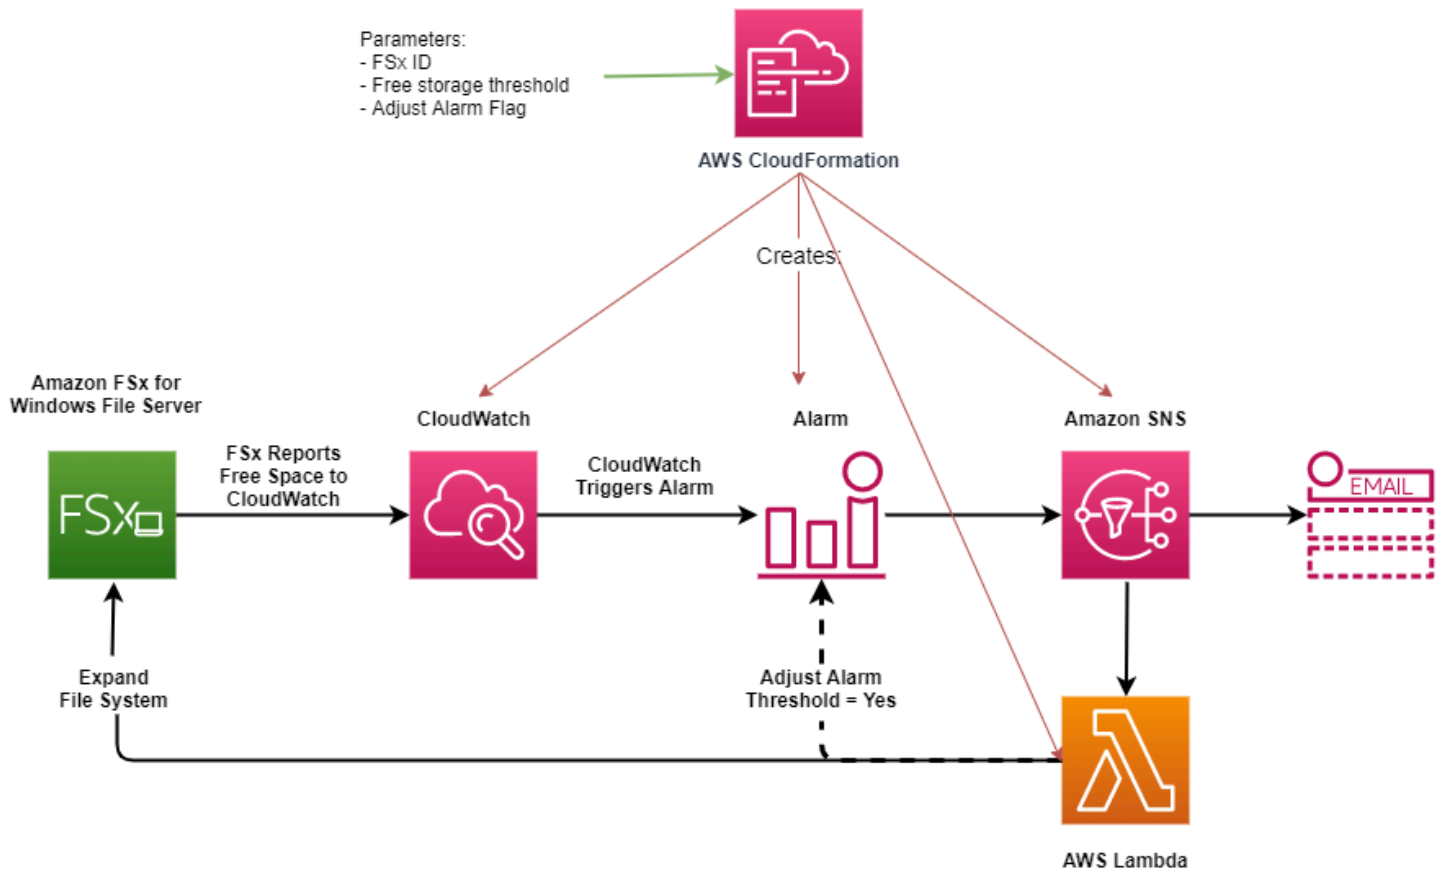 Parameters:
- FSx ID
- Free storage threshold
- Adjust Alarm Flag
AWS CloudFormation
Creates:
Amazon FSx for
Windows File Server
FSx
FSx Reports
Free Space to
CloudWatch
CloudWatch
CloudWatch
Triggers Alarm
Alarm
Amazon SNS
EMAIL
Expand
File System
Adjust Alarm
Threshold = Yes
AWS Lambda